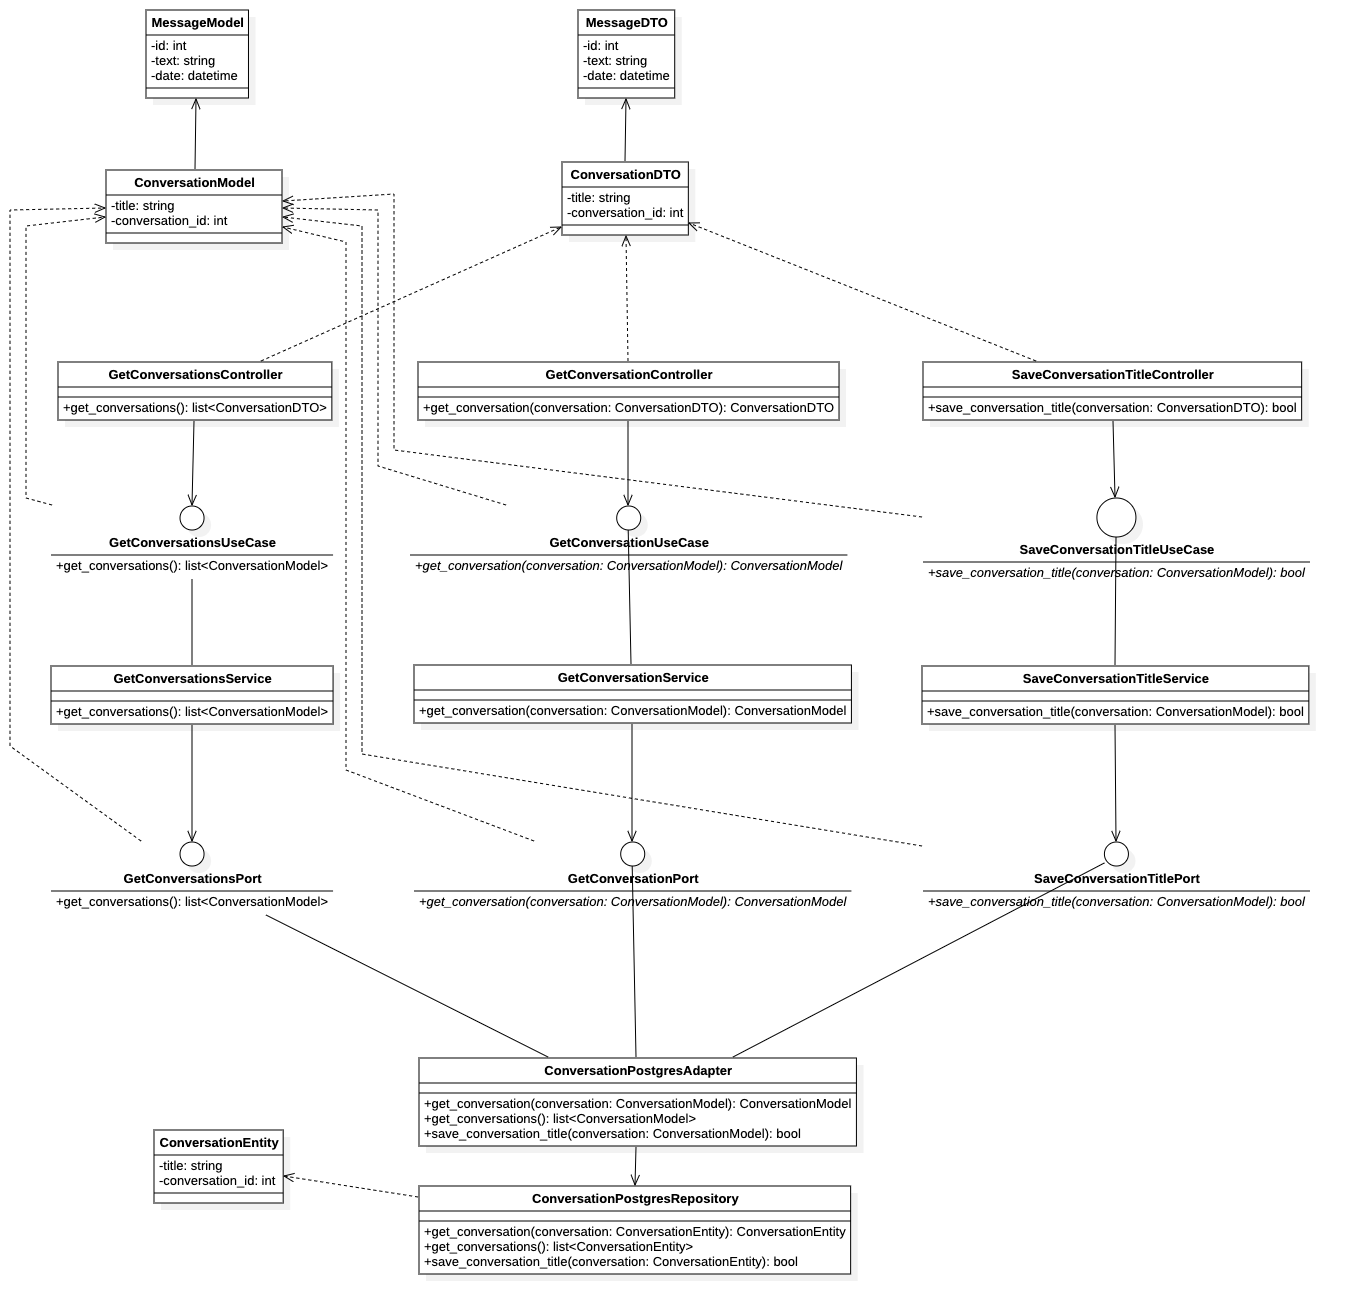 MessageModel
-id: int
-text: string
-date: datetime
MessageDTO
-id: int
-text: string
-date: datetime
ConversationModel
-title: string
-conversation_id: int
ConversationDTO
-title: string
-conversation_id: int
GetConversationsController
+get_conversations(): list<ConversationDTO>
GetConversationController
+get_conversation(conversation: ConversationDTO): ConversationDTO
SaveConversationTitleController
+save_conversation_title(conversation: ConversationDTO): bool
GetConversationsUseCase
+get_conversations(): list<ConversationModel>
GetConversationUseCase
+get_conversation(conversation: ConversationModel): ConversationModel
SaveConversationTitleUseCase
+save_conversation_title(conversation: ConversationModel): bool
GetConversationsService
+get_conversations(): list<ConversationModel>
GetConversationService
+get_conversation(conversation: ConversationModel): ConversationModel
SaveConversationTitleService
+save_conversation_title(conversation: ConversationModel): bool
GetConversationsPort
+get_conversations(): list<ConversationModel>
GetConversationPort
+get_conversation(conversation: ConversationModel): ConversationModel
SaveConversationTitlePort
+save_conversation_title(conversation: ConversationModel): bool
ConversationPostgresAdapter
+get_conversation(conversation: ConversationModel): ConversationModel
+get_conversations(): list<ConversationModel>
+save_conversation_title(conversation: ConversationModel): bool
ConversationEntity
-title: string
-conversation_id: int
ConversationPostgresRepository
+get_conversation(conversation: ConversationEntity): ConversationEntity
+get_conversations(): list<ConversationEntity>
+save_conversation_title(conversation: ConversationEntity): bool